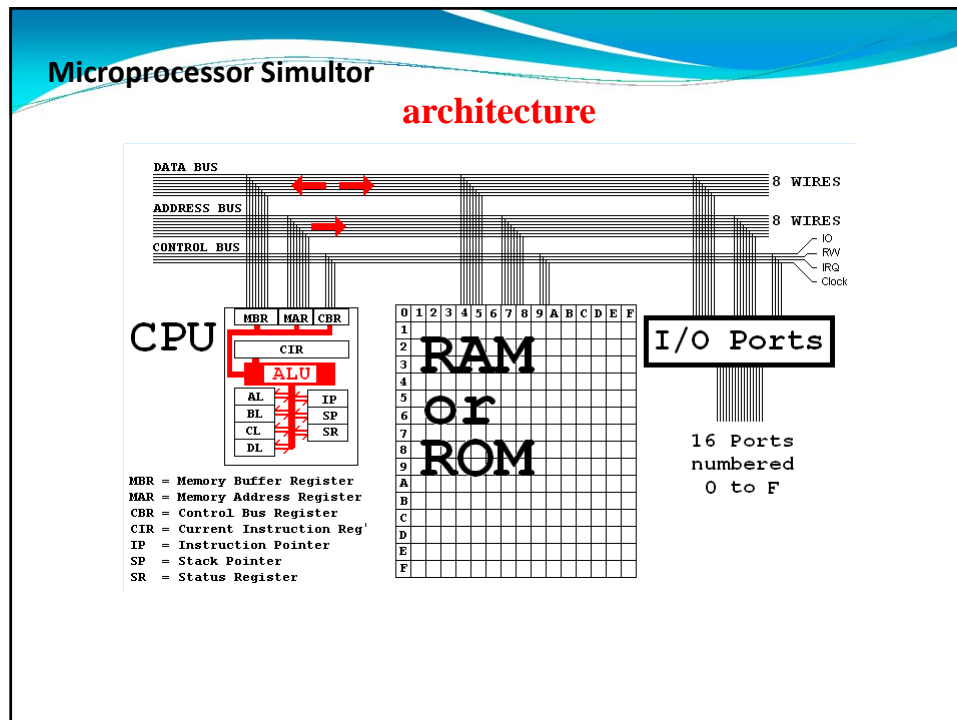 Microprocessor Simultor
architecture
DATA BUS
8 WIRES
ADDRESS BUS
8 WIRES
CONTROL BUS
IO
RW
IRQ
Clock
CPU
MBR MAR CBR
CIR
ALU
AL IP
BL SP
CL SR
DL
0 1 2 3 4 5 6 7 8 9 A B C D E F
1
2
3
4
5
6
7
8
9
A
B
C
D
E
F
RAM
or
ROM
I/O Ports
16 Ports
numbered
0 to F
MBR = Memory Buffer Register
MAR = Memory Address Register
CBR = Control Bus Register
CIR = Current Instruction Reg'
IP = Instruction Pointer
SP = Stack Pointer
SR = Status Register